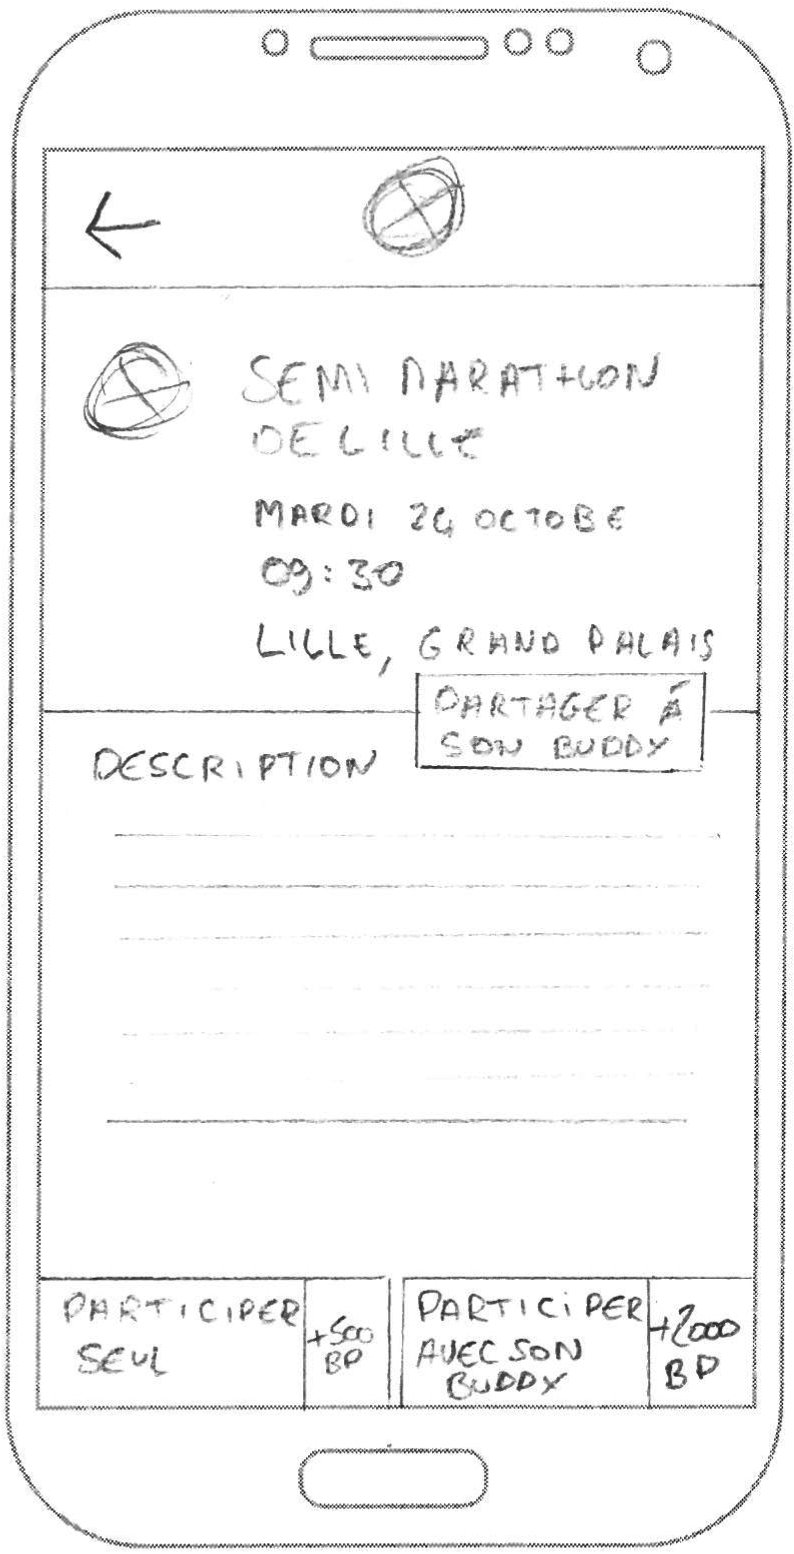 SEMI MARATHON
DE LILLE
MARDI 24 OCTOBE
09:30
LILLE, GRAND PALAIS
PARTAGER À
SON BUDDY
DESCRIPTION
PARTICIPER
SEUL
+500
BP
PARTICIPER
AVEC SON
BUDDY
+2000
BP